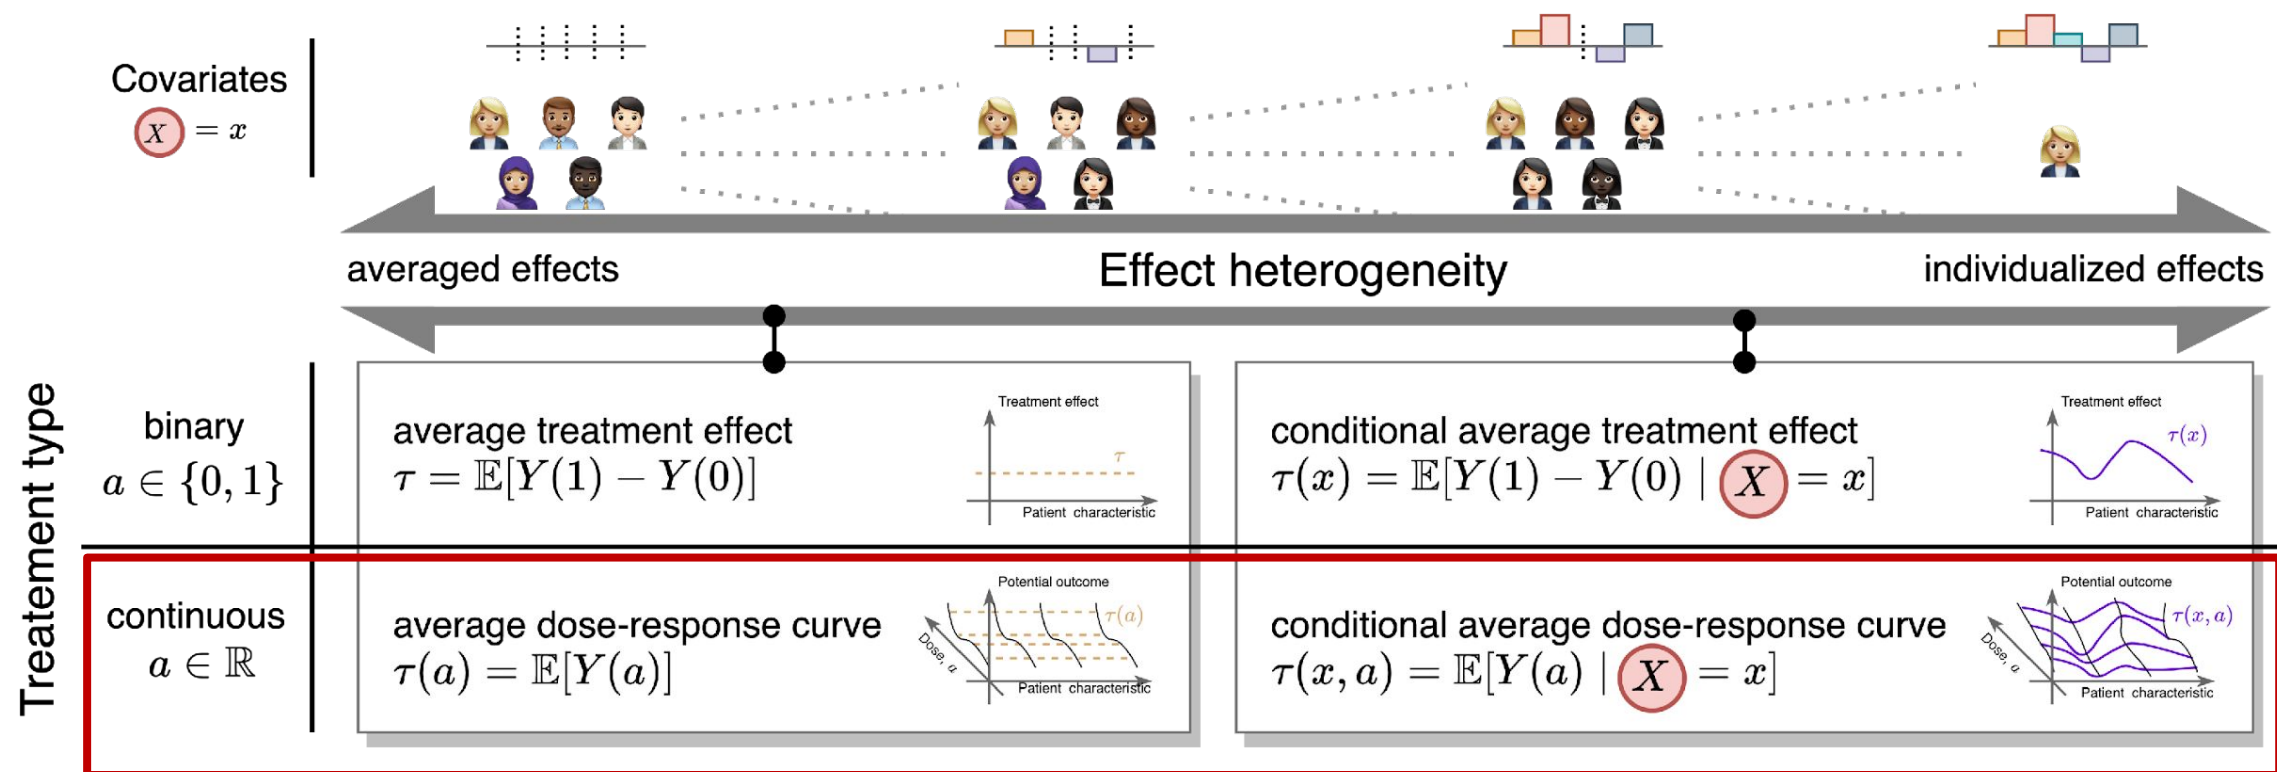 Covariates
X = x
averaged effects
Effect heterogeneity
individualized effects
Treatement type
binary
a ∈ {0, 1}
average treatment effect
τ = 𝔼[Y(1) − Y(0)]
Treatment effect
τ
Patient characteristic
conditional average treatment effect
τ(x) = 𝔼[Y(1) − Y(0) | X = x]
Treatment effect
τ(x)
Patient characteristic
continuous
a ∈ ℝ
average dose-response curve
τ(a) = 𝔼[Y(a)]
Potential outcome
τ(a)
Dose, a
Patient characteristic
conditional average dose-response curve
τ(x, a) = 𝔼[Y(a) | X = x]
Potential outcome
τ(x, a)
Dose, a
Patient characteristic